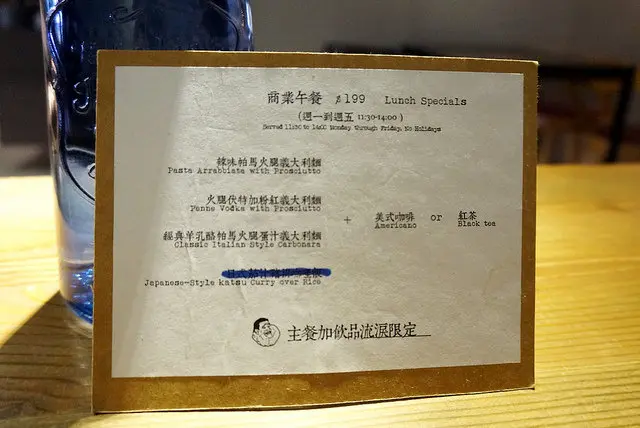 商業午餐 $199 Lunch Specials
(週一到週五 11:30-14:00)
Served 11:30 to 14:00 Monday through Friday, No Holidays
辣味帕馬火腿義大利麵
Pasta Arrabbiata with Prosciutto
火腿伏特加粉紅義大利麵
Penne Vodka with Prosciutto
經典羊乳酪帕馬火腿蛋汁義大利麵
Classic Italian Style Carbonara
Japanese-Style katsu Curry over Rice
+
美式咖啡 or 紅茶
Americano Black tea
主餐加飲品流淚限定